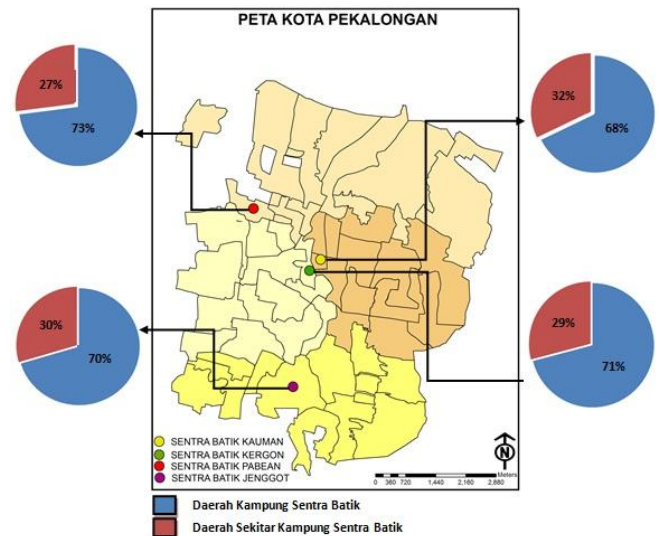 PETA KOTA PEKALONGAN
27%
73%
32%
68%
30%
70%
29%
71%
SENTRA BATIK KAUMAN
SENTRA BATIK KERGON
SENTRA BATIK PABEAN
SENTRA BATIK JENGGOT
N
Meters
0 360 720 1,440 2,160 2,880
Daerah Kampung Sentra Batik
Daerah Sekitar Kampung Sentra Batik